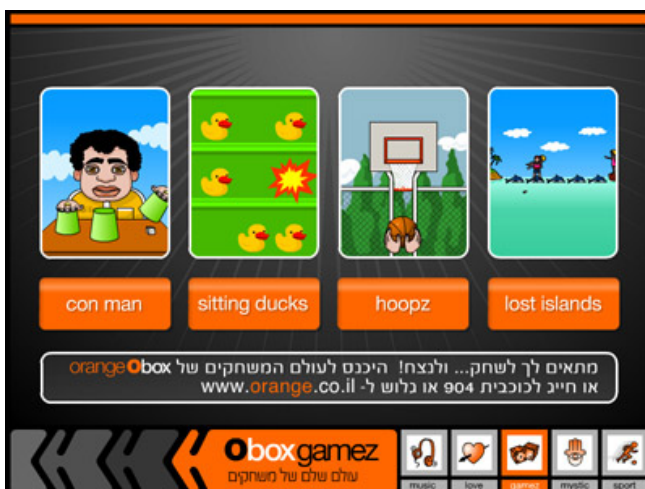 con man
sitting ducks
hoopz
lost islands
מתאים לך לשחק... ולנצח! היכנס לעולם המשחקים של orange Obox
או חייג לכוכבית 904 או גלוש ל- www.orange.co.il
Obox gamez
עולם שלם של משחקים
music
love
gamez
mystic
sport